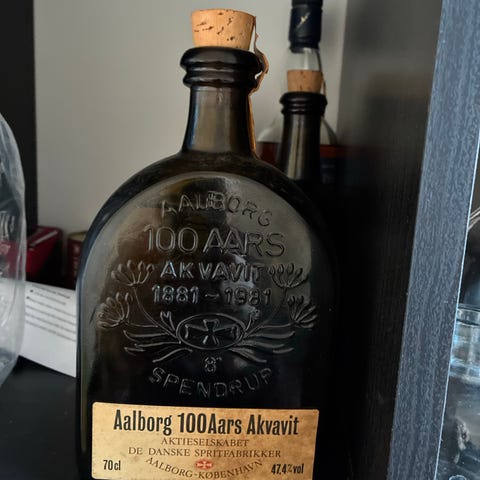 AALBORG
100 AARS
AKVAVIT
1881 - 1981
&
SPENDRUP
Aalborg 100Aars Akvavit
AKTIESELSKABET
DE DANSKE SPRITFABRIKKER
AALBORG-KØBENHAVN
70cl
47,4%vol